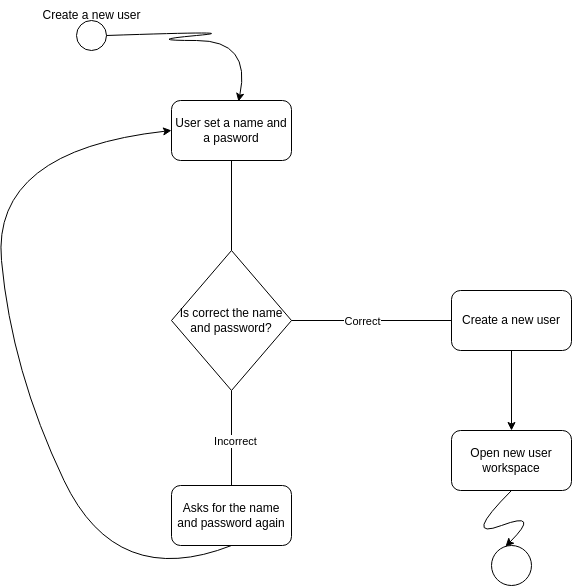 Create a new user
User set a name and
a pasword
Is correct the name
and password?
Correct
Create a new user
Incorrect
Open new user
workspace
Asks for the name
and password again